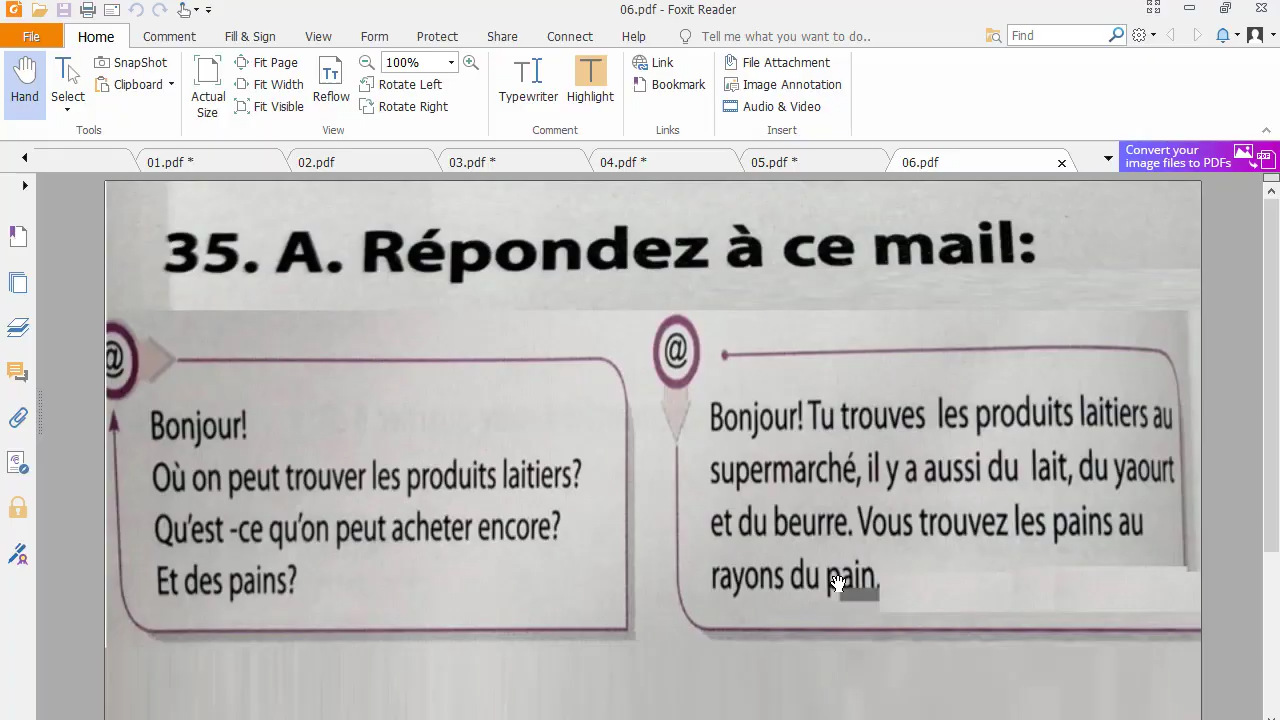 06.pdf - Foxit Reader
File Home Comment Fill & Sign View Form Protect Share Connect Help Tell me what you want to do.. Find
Hand
Select
SnapShot
Clipboard
Tools
Actual Size
Fit Page
Fit Width
Fit Visible
Reflow
100%
Rotate Left
Rotate Right
View
Typewriter
Highlight
Comment
Link
Bookmark
Links
File Attachment
Image Annotation
Audio & Video
Insert
01.pdf * 02.pdf 03.pdf * 04.pdf * 05.pdf * 06.pdf
Convert your
image files to PDFs
35. A. Répondez à ce mail:
@
Bonjour!
Où on peut trouver les produits laitiers?
Qu'est -ce qu'on peut acheter encore?
Et des pains?
@
Bonjour! Tu trouves les produits laitiers au
supermarché, il y a aussi du lait, du yaourt
et du beurre. Vous trouvez les pains au
rayons du pain.